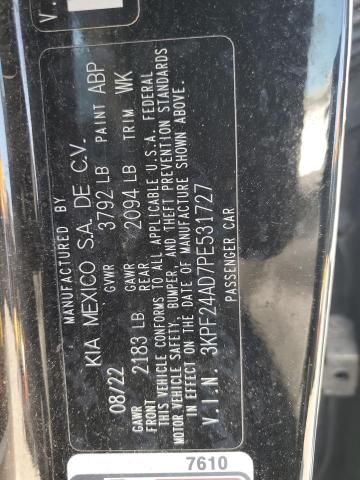 MANUFACTURED BY
KIA MEXICO S.A. DE C.V.
08/22 GVWR 3792 LB PAINT ABP
GAWR FRONT 2183 LB GAWR REAR 2094 LB TRIM WK
THIS VEHICLE CONFORMS TO ALL APPLICABLE U.S.A. FEDERAL
MOTOR VEHICLE SAFETY, BUMPER, AND THEFT PREVENTION STANDARDS
IN EFFECT ON THE DATE OF MANUFACTURE SHOWN ABOVE.
V.I.N. 3KPF24AD7PE531727
PASSENGER CAR
7610